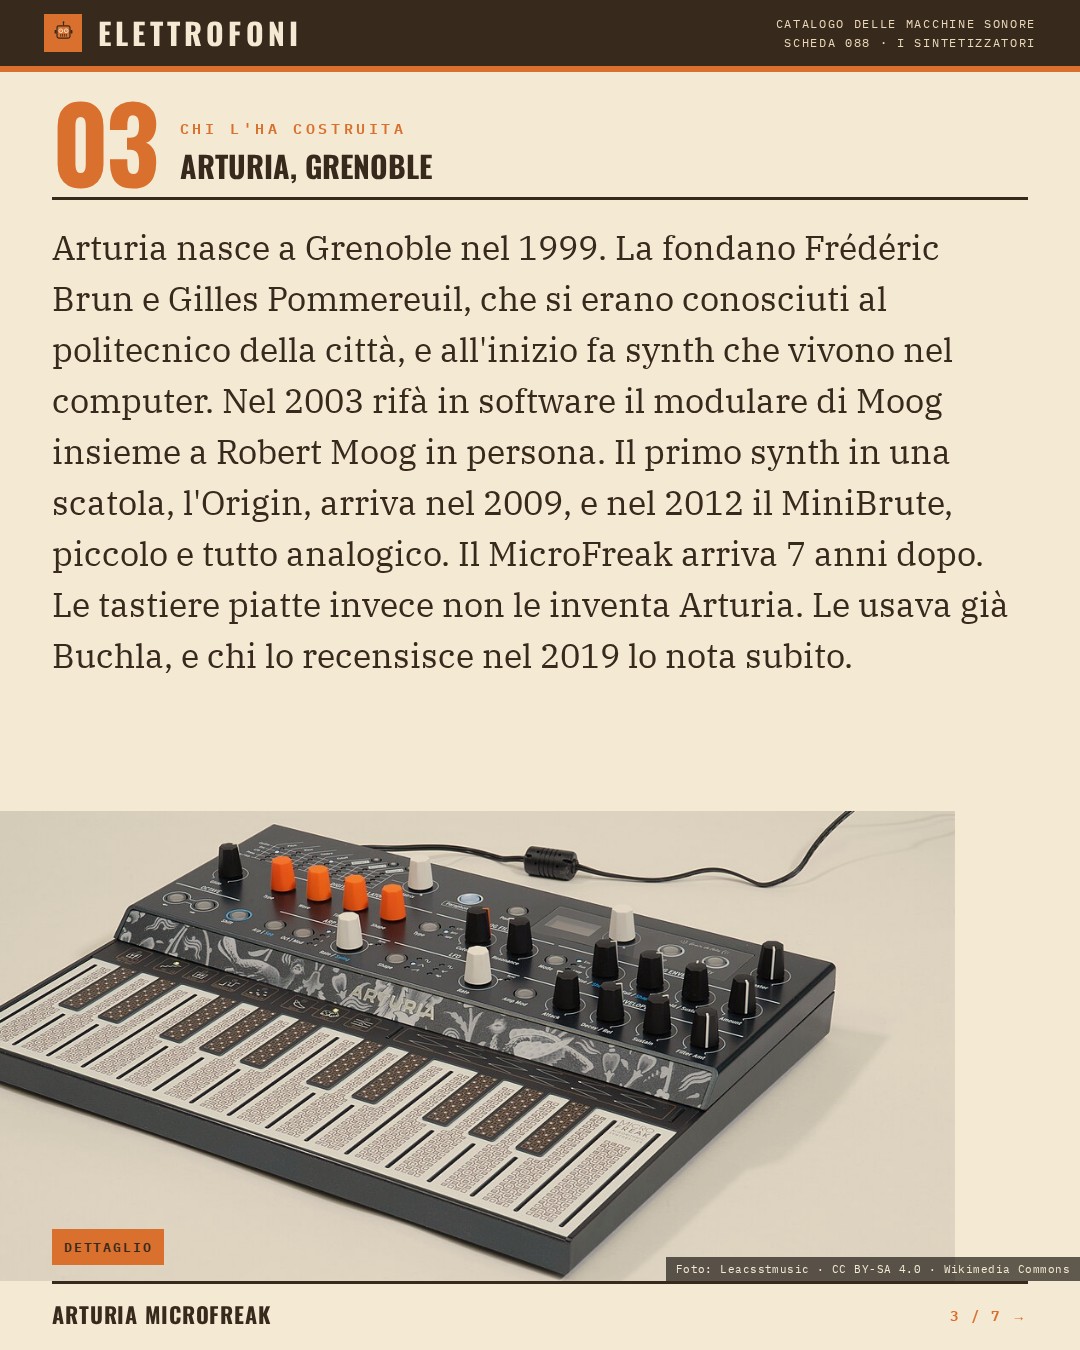 ELETTROFONI
CATALOGO DELLE MACCHINE SONORE
SCHEDA 088 · I SINTETIZZATORI
03
CHI L'HA COSTRUITA
ARTURIA, GRENOBLE
Arturia nasce a Grenoble nel 1999. La fondano Frédéric
Brun e Gilles Pommereuil, che si erano conosciuti al
politecnico della città, e all'inizio fa synth che vivono nel
computer. Nel 2003 rifà in software il modulare di Moog
insieme a Robert Moog in persona. Il primo synth in una
scatola, l'Origin, arriva nel 2009, e nel 2012 il MiniBrute,
piccolo e tutto analogico. Il MicroFreak arriva 7 anni dopo.
Le tastiere piatte invece non le inventa Arturia. Le usava già
Buchla, e chi lo recensisce nel 2019 lo nota subito.
ARTURIA
DETTAGLIO
Foto: Leacsstmusic · CC BY-SA 4.0 · Wikimedia Commons
ARTURIA MICROFREAK
3 / 7 →